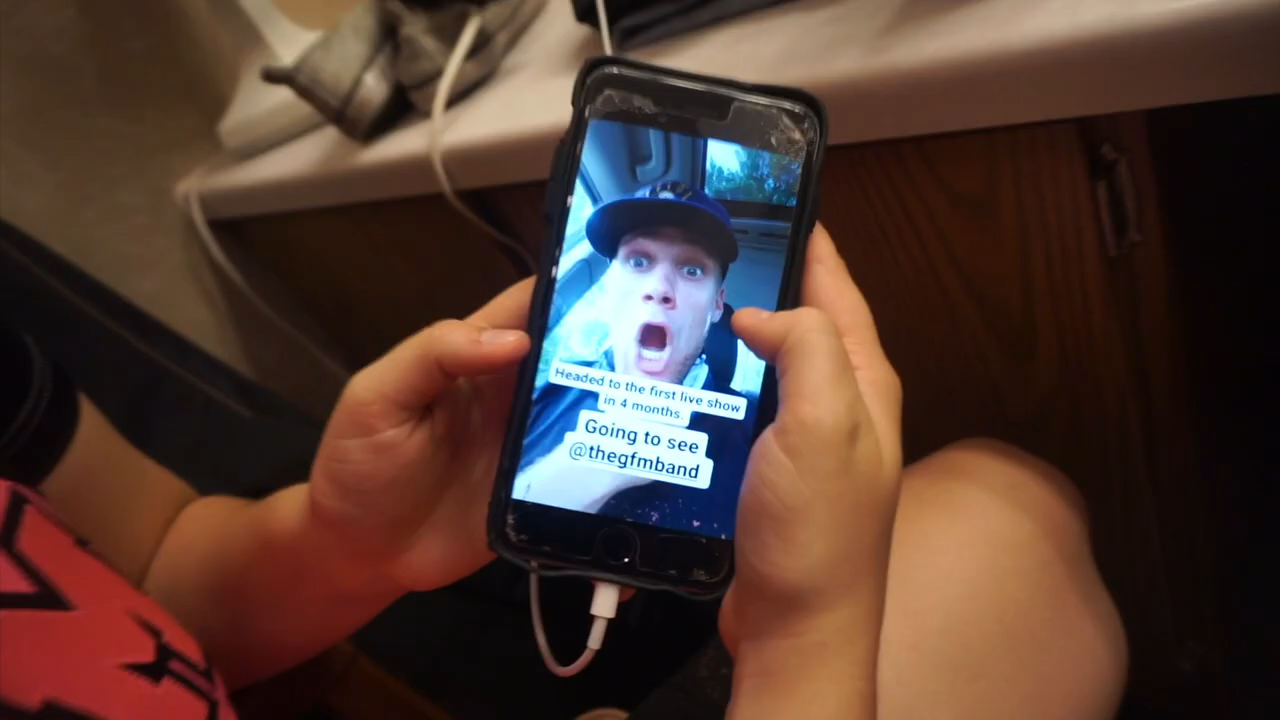 Headed to the first live show
in 4 months.
Going to see
@thegfmband